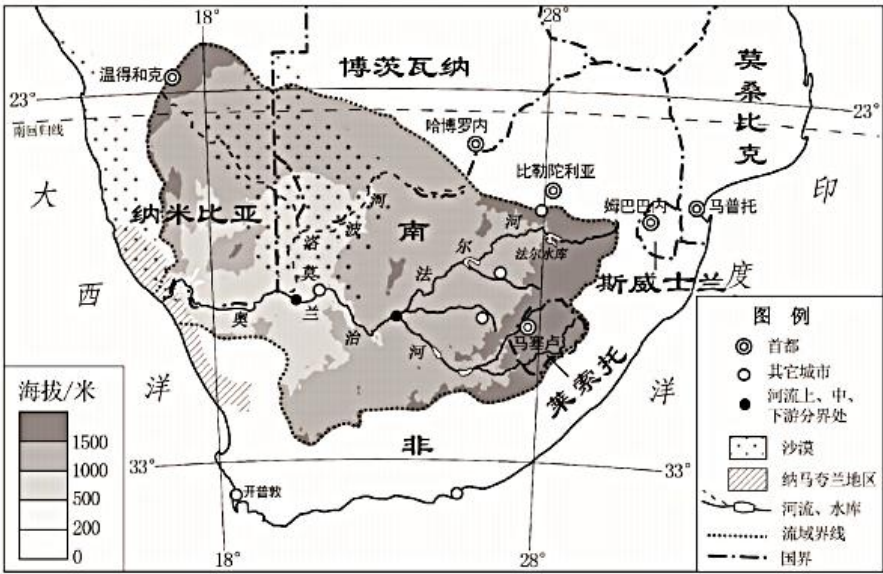 18°
28°
温得和克
博茨瓦纳
莫桑比克
23°
23°
南回归线
哈博罗内
比勒陀利亚
大西洋
印度洋
姆巴巴内
马普托
纳米比亚
莫洛波河
南非
法尔河
法尔水库
斯威士兰
奥兰治河
马塞卢
莱索托
33°
33°
开普敦
18°
28°
海拔/米
1500
1000
500
200
0
图例
首都
其它城市
河流上、中、
下游分界处
沙漠
纳马夸兰地区
河流、水库
流域界线
国界